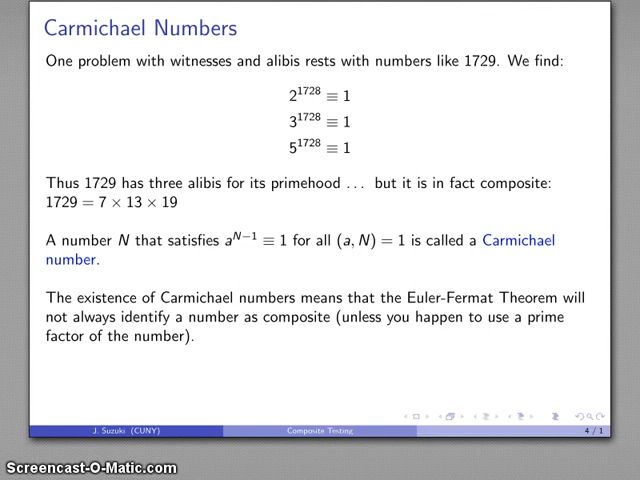 Carmichael Numbers
One problem with witnesses and alibis rests with numbers like 1729. We find:
2^1728 ≡ 1
3^1728 ≡ 1
5^1728 ≡ 1
Thus 1729 has three alibis for its primehood . . . but it is in fact composite:
1729 = 7 × 13 × 19
A number N that satisfies a^N−1 ≡ 1 for all (a, N) = 1 is called a Carmichael
number.
The existence of Carmichael numbers means that the Euler-Fermat Theorem will
not always identify a number as composite (unless you happen to use a prime
factor of the number).
J. Suzuki (CUNY) Composite Testing 4 / 1
Screencast-O-Matic.com